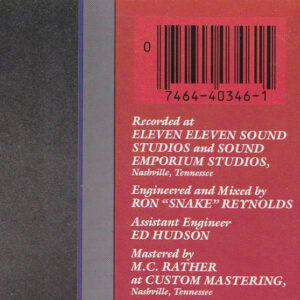 0
7464-40346-1
Recorded at
ELEVEN ELEVEN SOUND
STUDIOS and SOUND
EMPORIUM STUDIOS,
Nashville, Tennessee
Engineered and Mixed by
RON “SNAKE” REYNOLDS
Assistant Engineer
ED HUDSON
Mastered by
M.C. RATHER
at CUSTOM MASTERING,
Nashville, Tennessee